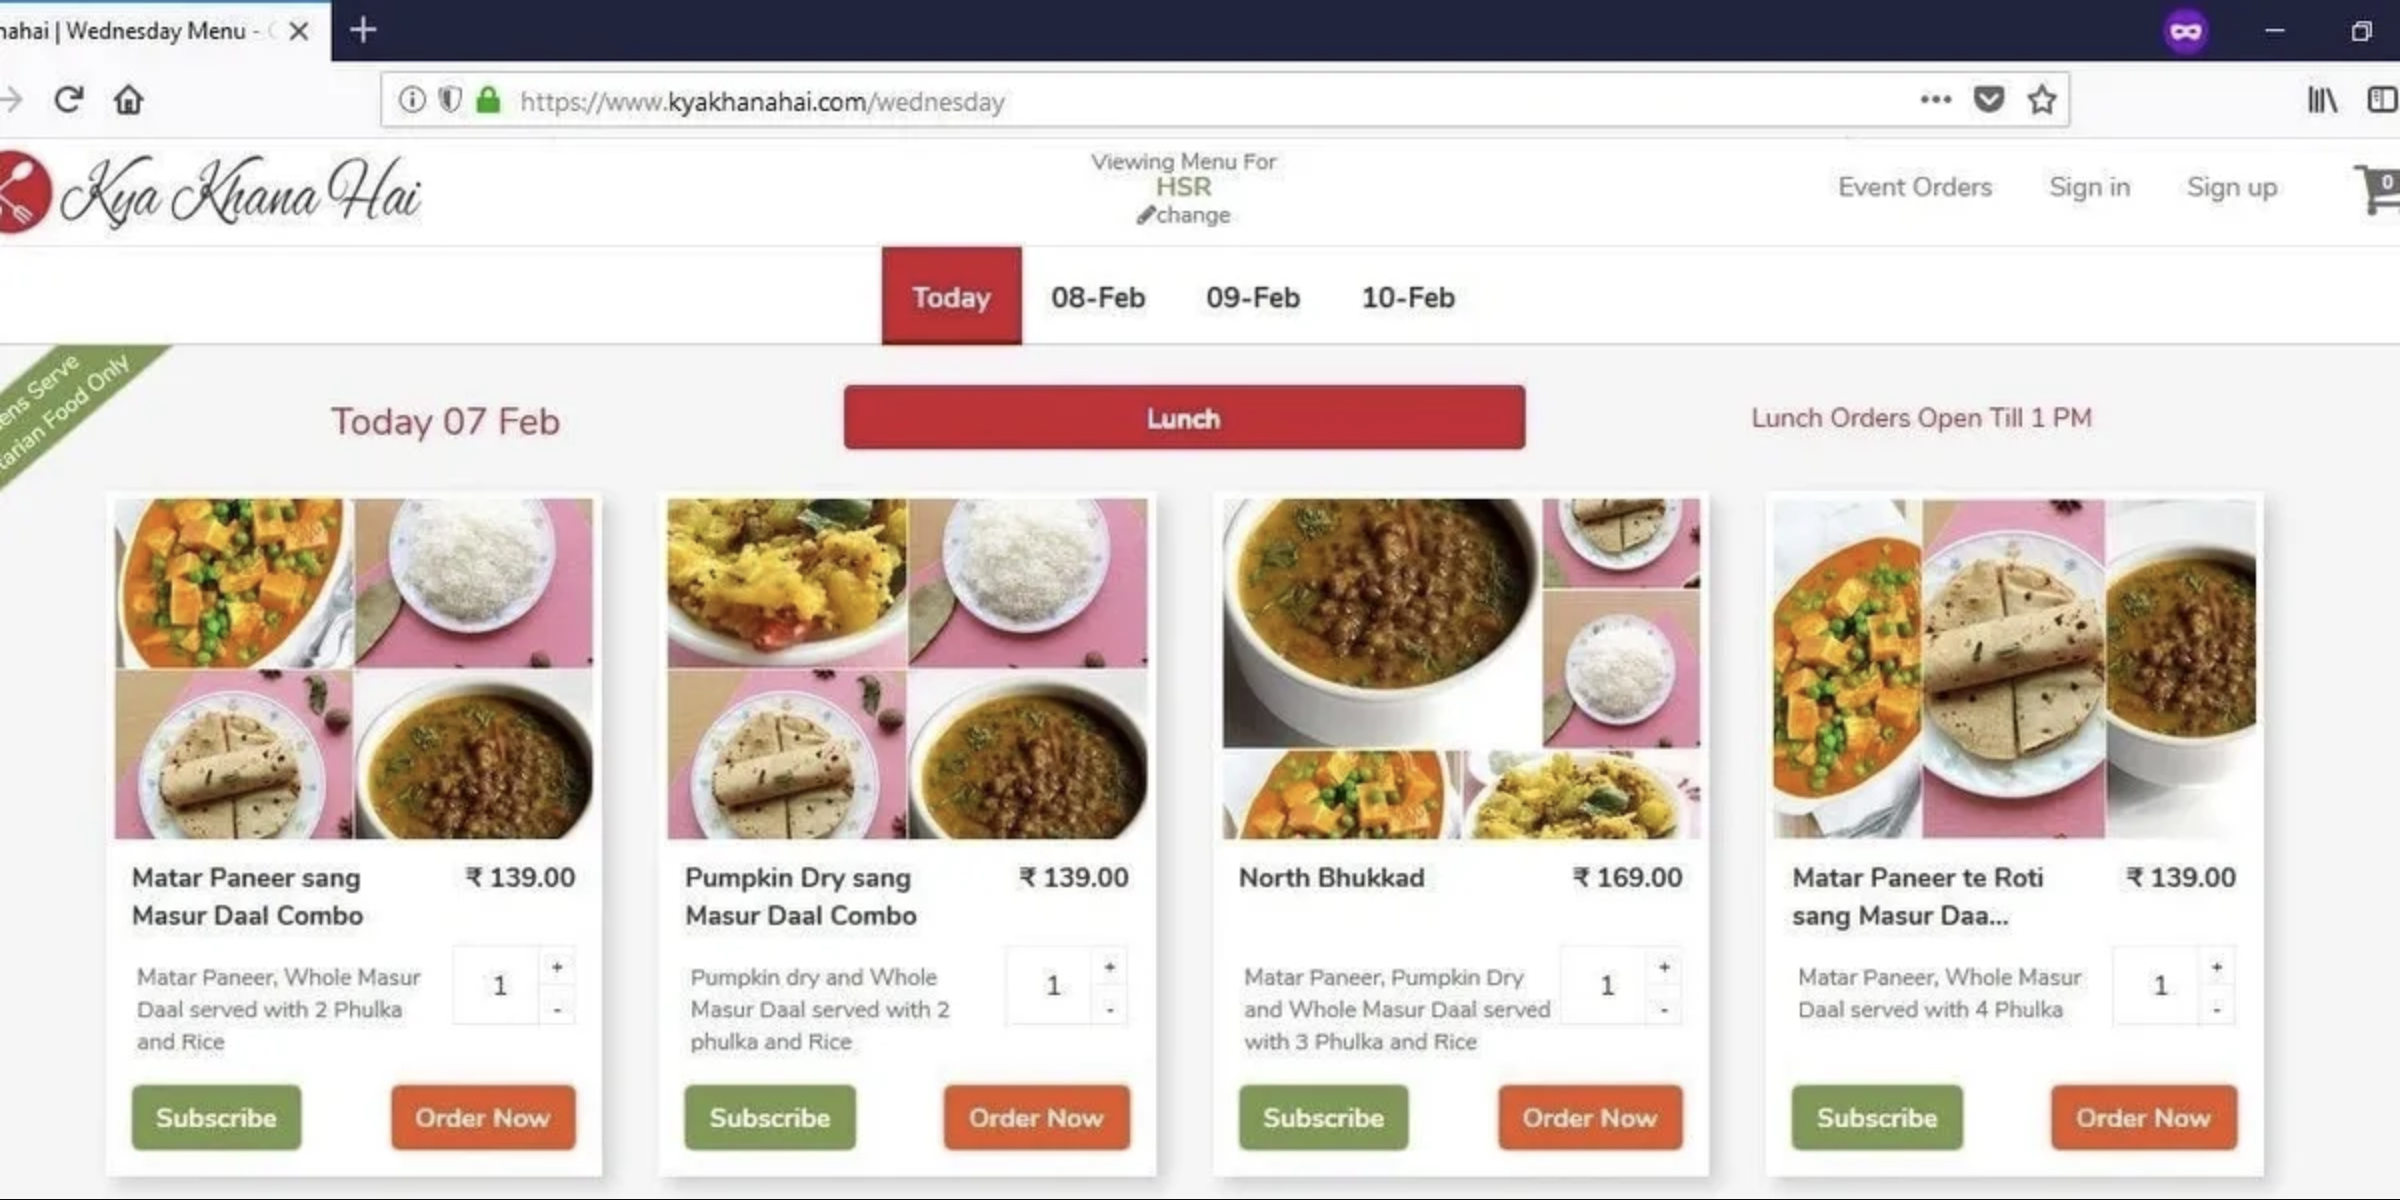 nahai | Wednesday Menu -
https://www.kyakhanahai.com/wednesday
Kya Khana Hai
Viewing Menu For
HSR
change
Event Orders
Sign in
Sign up
0
Today
08-Feb
09-Feb
10-Feb
ens Serve
tarian Food Only
Today 07 Feb
Lunch
Lunch Orders Open Till 1 PM
Matar Paneer sang
Masur Daal Combo
₹ 139.00
Matar Paneer, Whole Masur
Daal served with 2 Phulka
and Rice
1
+
-
Subscribe
Order Now
Pumpkin Dry sang
Masur Daal Combo
₹ 139.00
Pumpkin dry and Whole
Masur Daal served with 2
phulka and Rice
1
+
-
Subscribe
Order Now
North Bhukkad
₹ 169.00
Matar Paneer, Pumpkin Dry
and Whole Masur Daal served
with 3 Phulka and Rice
1
+
-
Subscribe
Order Now
Matar Paneer te Roti
sang Masur Daa...
₹ 139.00
Matar Paneer, Whole Masur
Daal served with 4 Phulka
1
+
-
Subscribe
Order Now